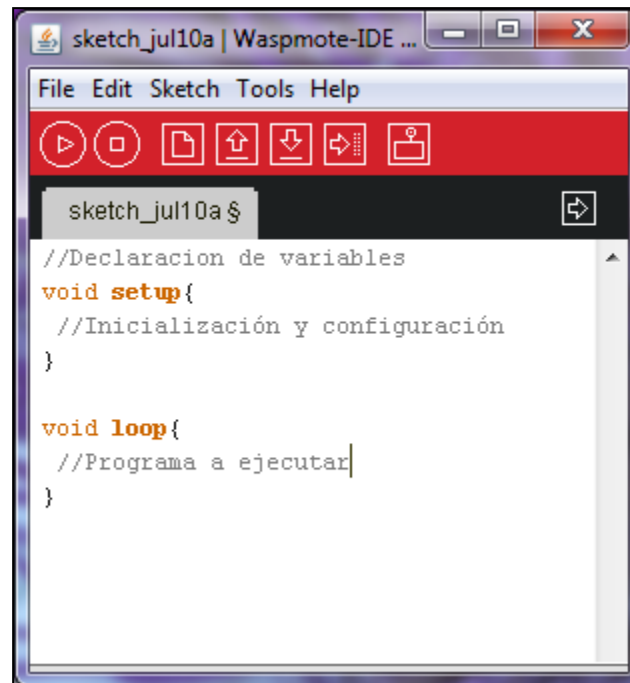 sketch_jul10a | Waspmote-IDE ...
File Edit Sketch Tools Help
sketch_jul10a §
//Declaracion de variables
void setup{
//Inicialización y configuración
}
void loop{
//Programa a ejecutar
}